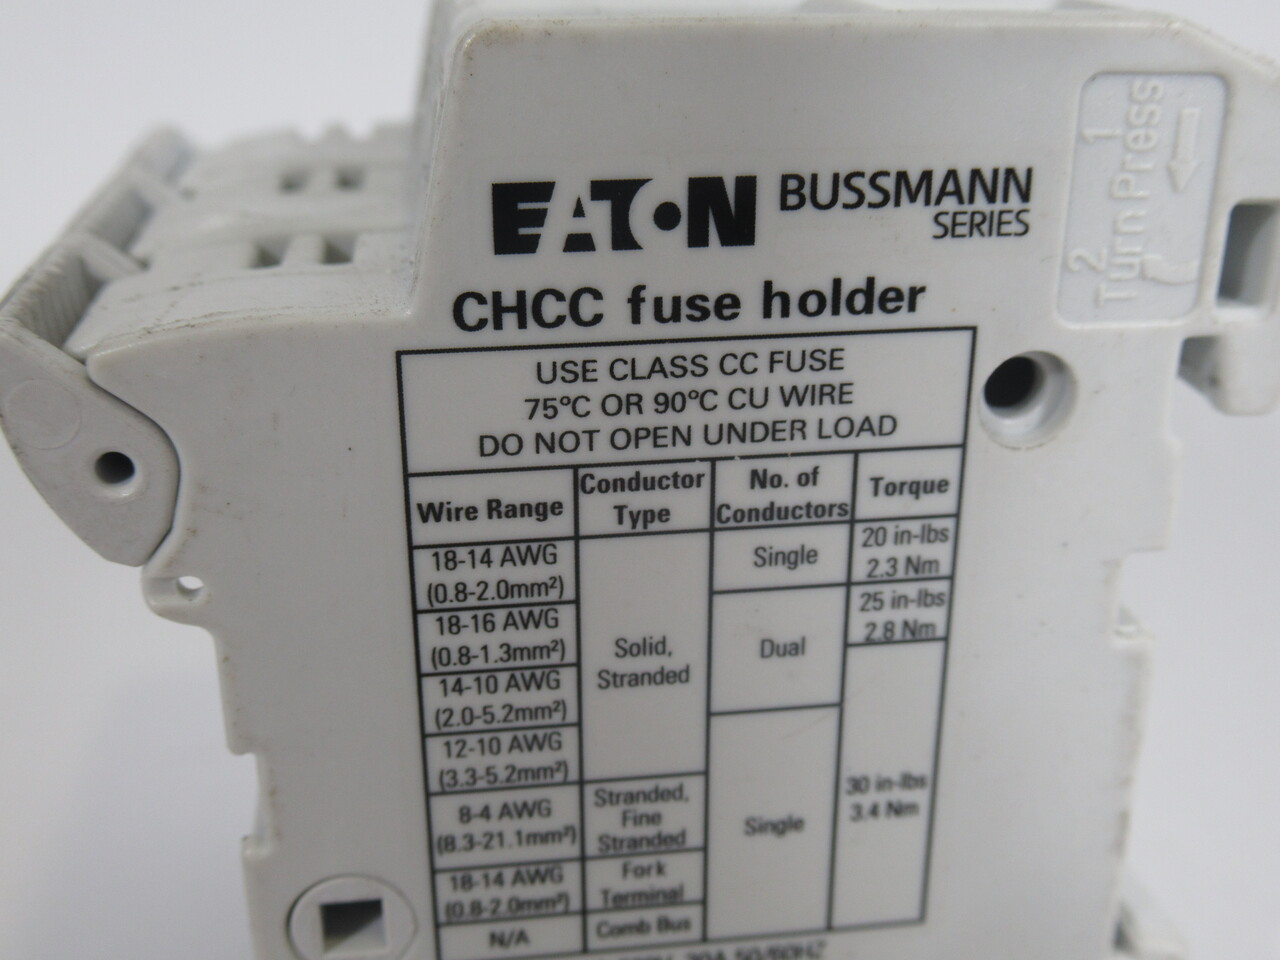 EATON BUSSMANN
SERIES
CHCC fuse holder
1 Press
2 Turn
USE CLASS CC FUSE
75°C OR 90°C CU WIRE
DO NOT OPEN UNDER LOAD
Wire Range Conductor Type No. of Conductors Torque
18-14 AWG
(0.8-2.0mm²)
Single
20 in-lbs
2.3 Nm
18-16 AWG
(0.8-1.3mm²)
Solid,
Stranded
Dual
25 in-lbs
2.8 Nm
14-10 AWG
(2.0-5.2mm²)
12-10 AWG
(3.3-5.2mm²)
Single
30 in-lbs
3.4 Nm
8-4 AWG
(8.3-21.1mm²)
Stranded,
Fine
Stranded
18-14 AWG
(0.8-2.0mm²)
Fork
Terminal
N/A
Comb Bus
30A 50/60HZ